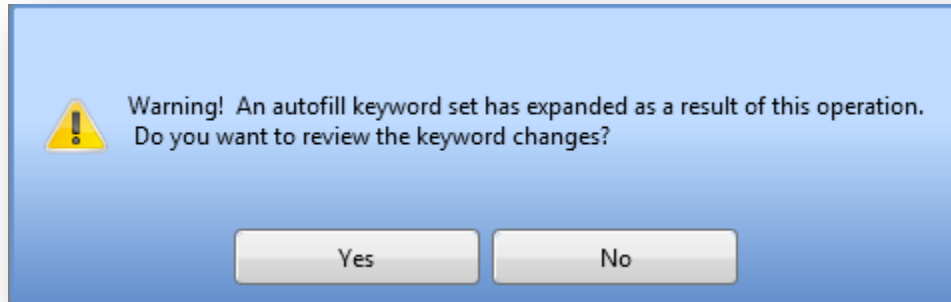 Warning!  An autofill keyword set has expanded as a result of this operation.
Do you want to review the keyword changes?
Yes
No